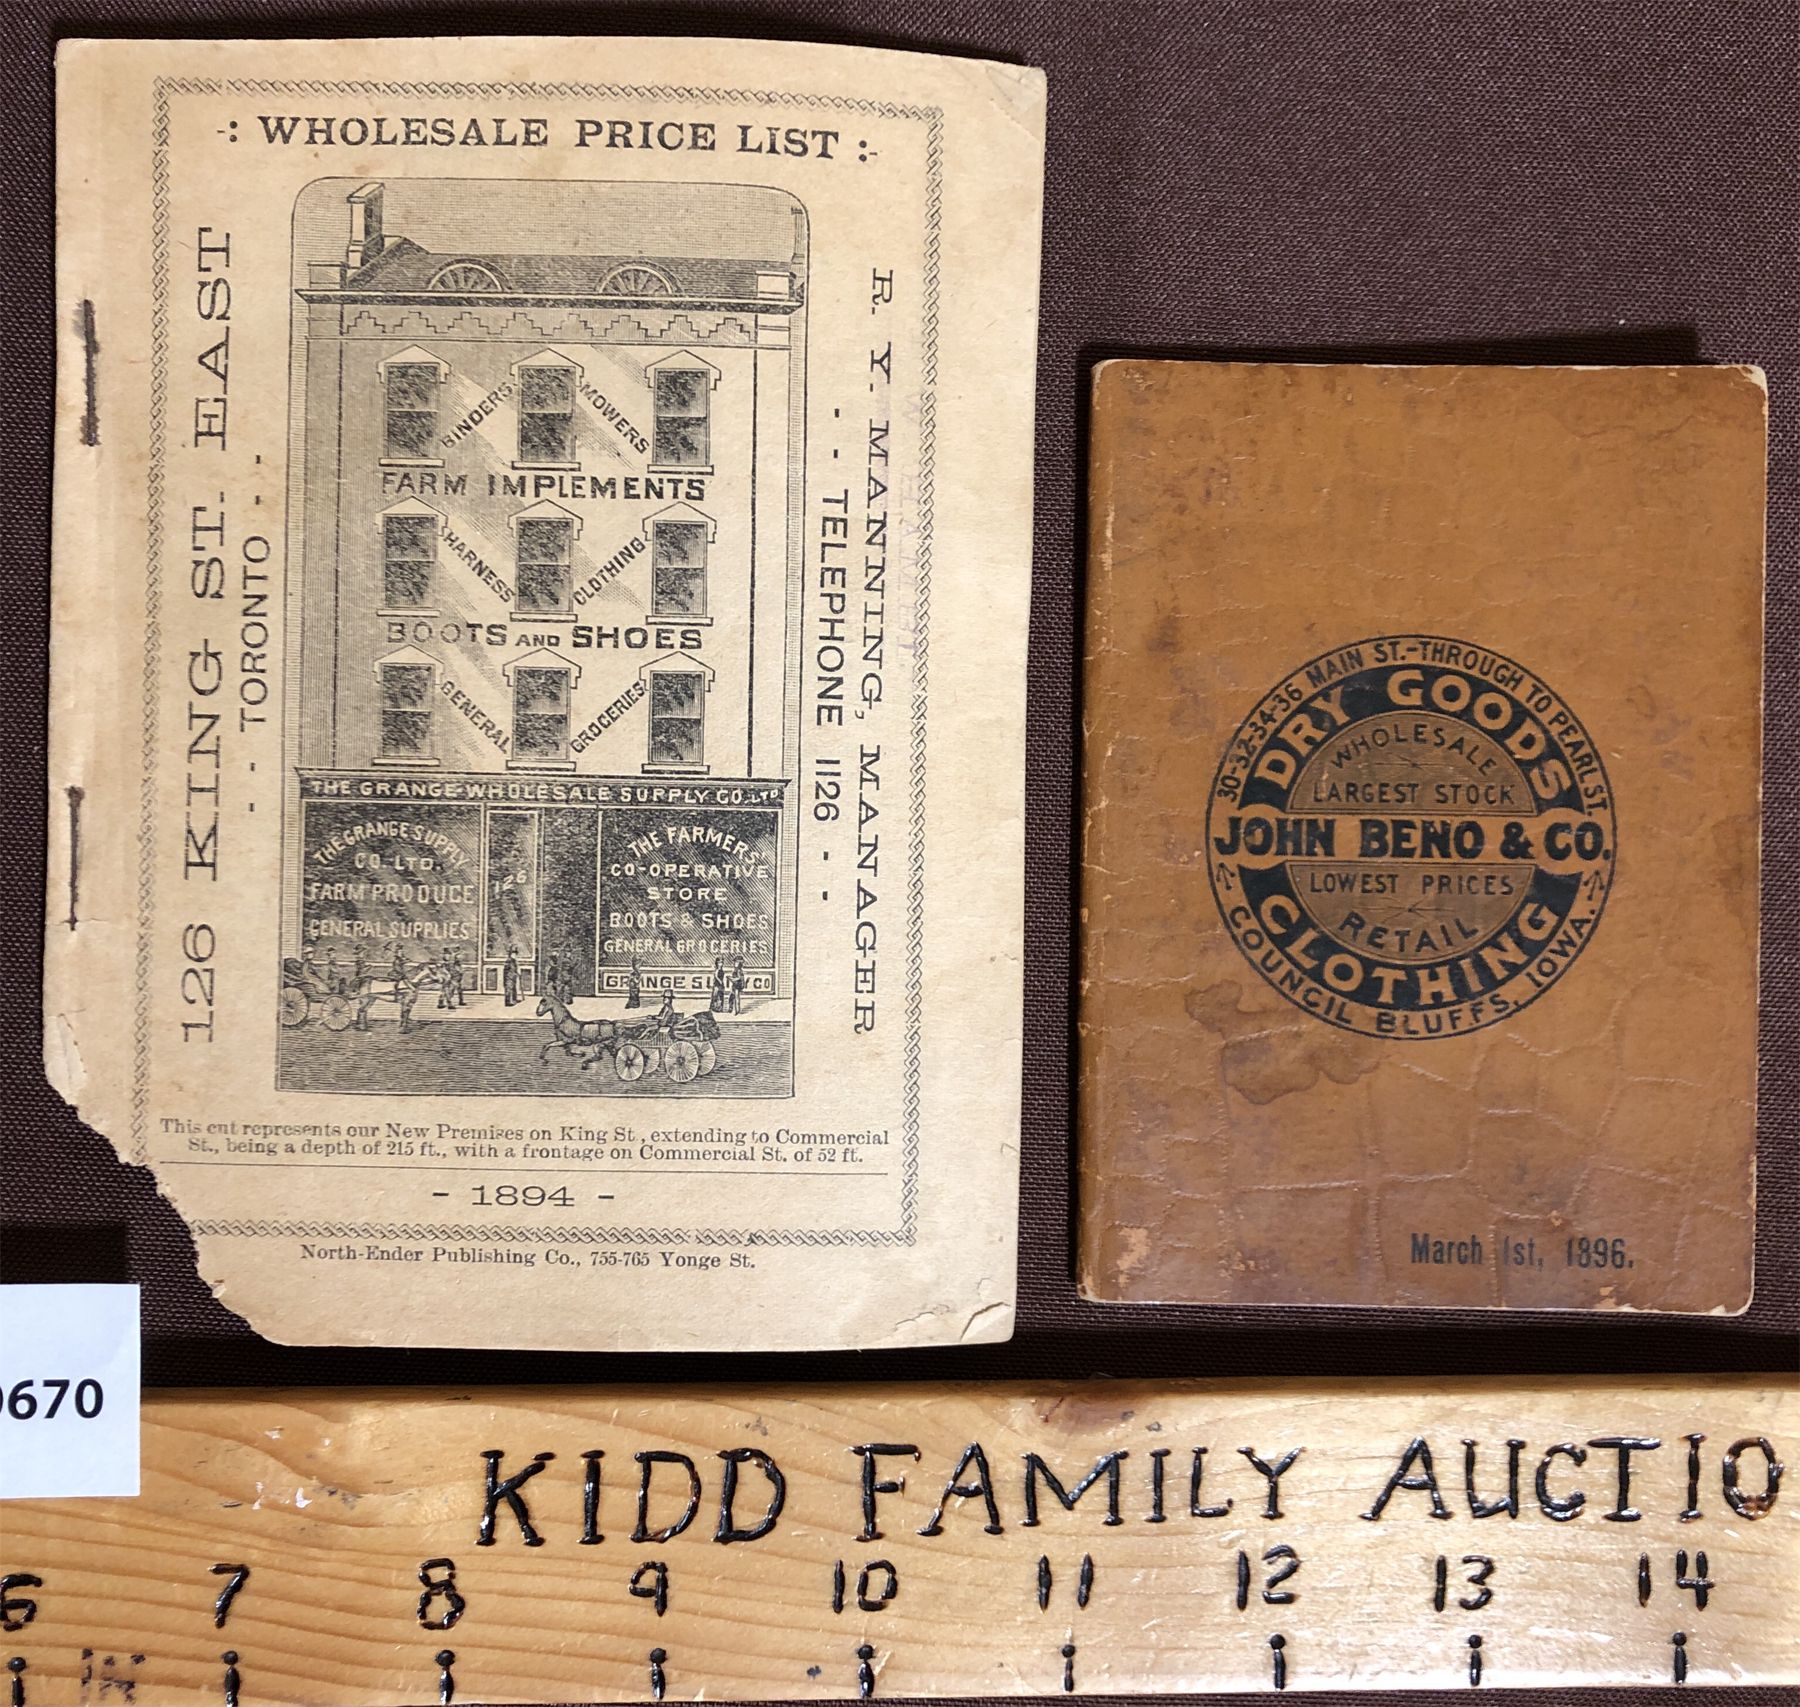 -: WHOLESALE PRICE LIST :-
126 KING ST. EAST
- - TORONTO - -
R. Y. MANNING, MANAGER
- - TELEPHONE 1126 - -
BINDERS MOWERS
FARM IMPLEMENTS
HARNESS CLOTHING
BOOTS AND SHOES
GENERAL GROCERIES
THE GRANGE WHOLESALE SUPPLY CO. LTD
THE GRANGE SUPPLY
CO-LTD.
FARM PRODUCE
GENERAL SUPPLIES
126
THE FARMERS'
CO-OPERATIVE
STORE
BOOTS & SHOES
GENERAL GROCERIES
GRANGE CO
This cut represents our New Premises on King St., extending to Commercial
St., being a depth of 215 ft., with a frontage on Commercial St. of 52 ft.
- 1894 -
North-Ender Publishing Co., 755-765 Yonge St.
30-32-34-36 MAIN ST.-THROUGH TO PEARL ST.
DRY GOODS
WHOLESALE
LARGEST STOCK
JOHN BENO & CO.
LOWEST PRICES
RETAIL
CLOTHING
COUNCIL BLUFFS, IOWA.
March 1st, 1896.
670
KIDD FAMILY AUCTIO
6 7 8 9 10 11 12 13 14